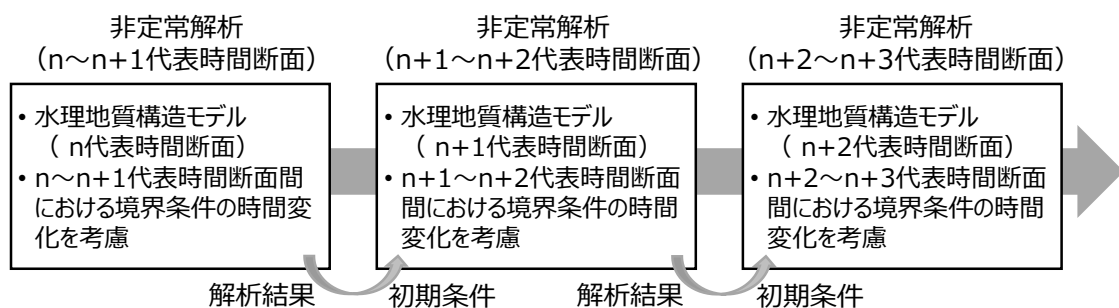 非定常解析
（n～n+1代表時間断面）
• 水理地質構造モデル
（ n代表時間断面）
• n～n+1代表時間断面間
における境界条件の時間変
化を考慮
非定常解析
（n+1～n+2代表時間断面）
• 水理地質構造モデル
（ n+1代表時間断面）
• n+1～n+2代表時間断面
間における境界条件の時間
変化を考慮
非定常解析
（n+2～n+3代表時間断面）
• 水理地質構造モデル
（ n+2代表時間断面）
• n+2～n+3代表時間断面
間における境界条件の時間
変化を考慮
解析結果
初期条件
解析結果
初期条件